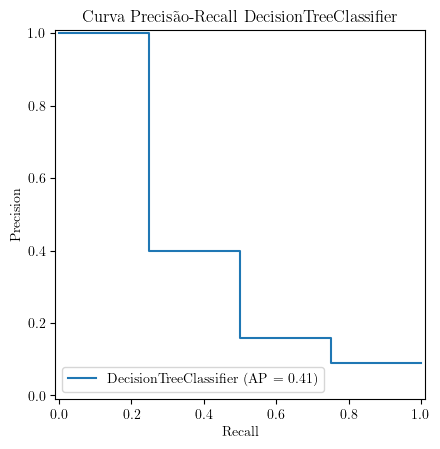 Curva Precisão-Recall DecisionTreeClassifier
1.0
0.8
0.6
0.4
0.2
0.0
Precision
DecisionTreeClassifier (AP = 0.41)
0.0 0.2 0.4 0.6 0.8 1.0
Recall